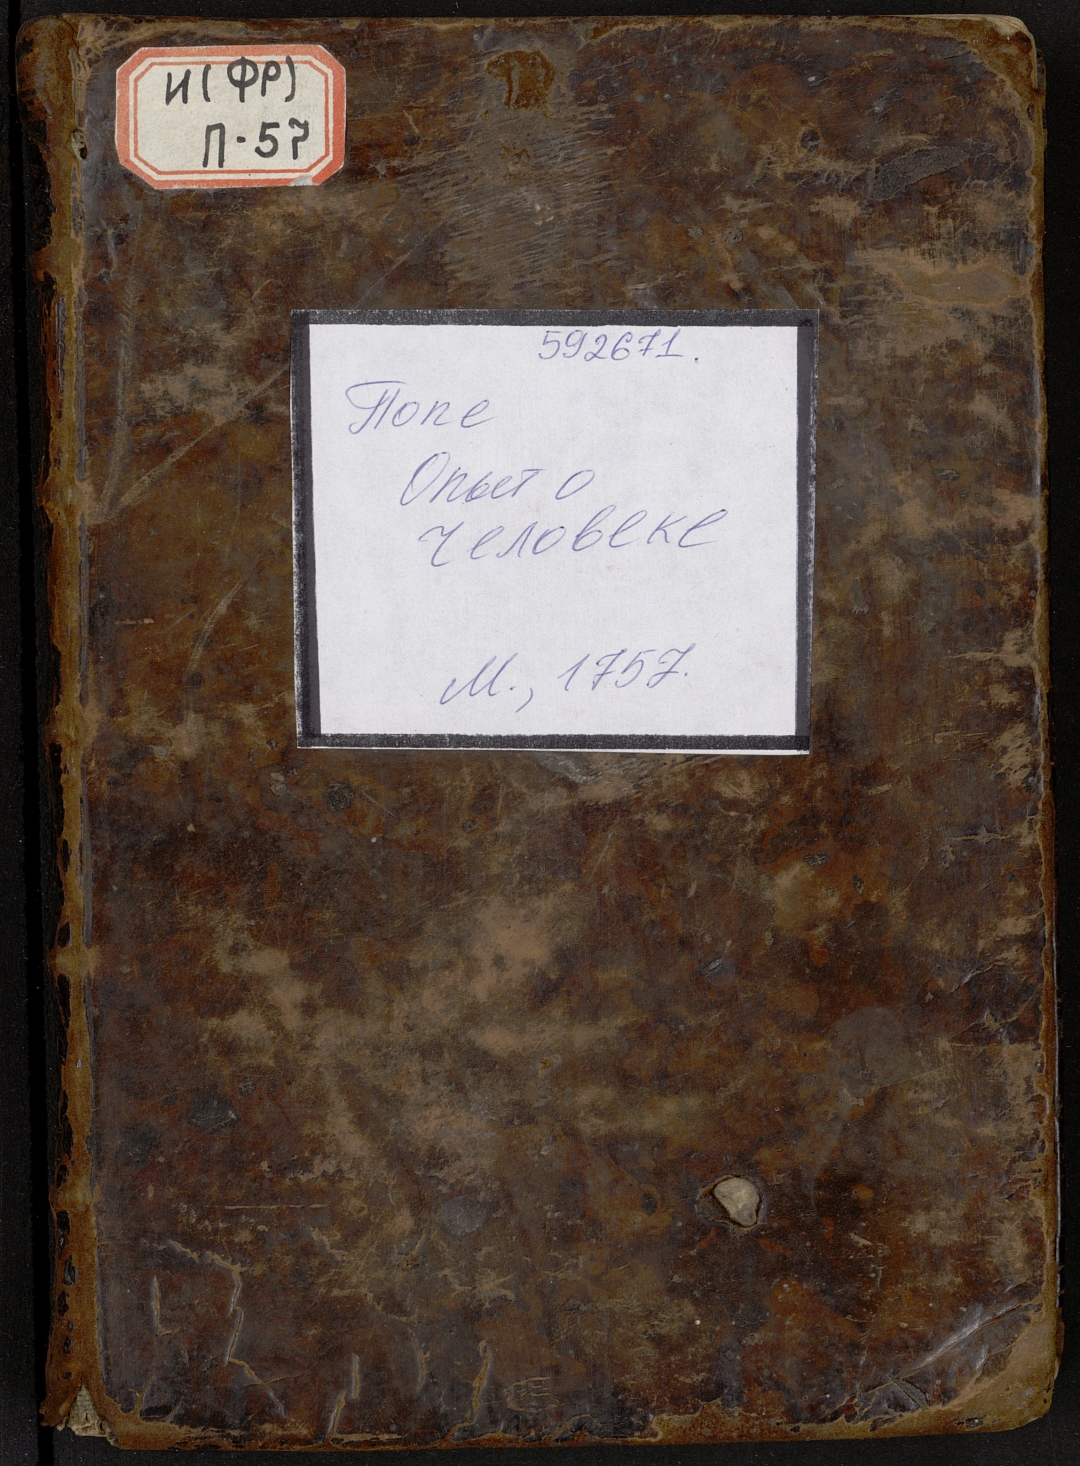 И(ФР)
П-57
592671.
Попе
Опыт о
человеке
М., 1757.